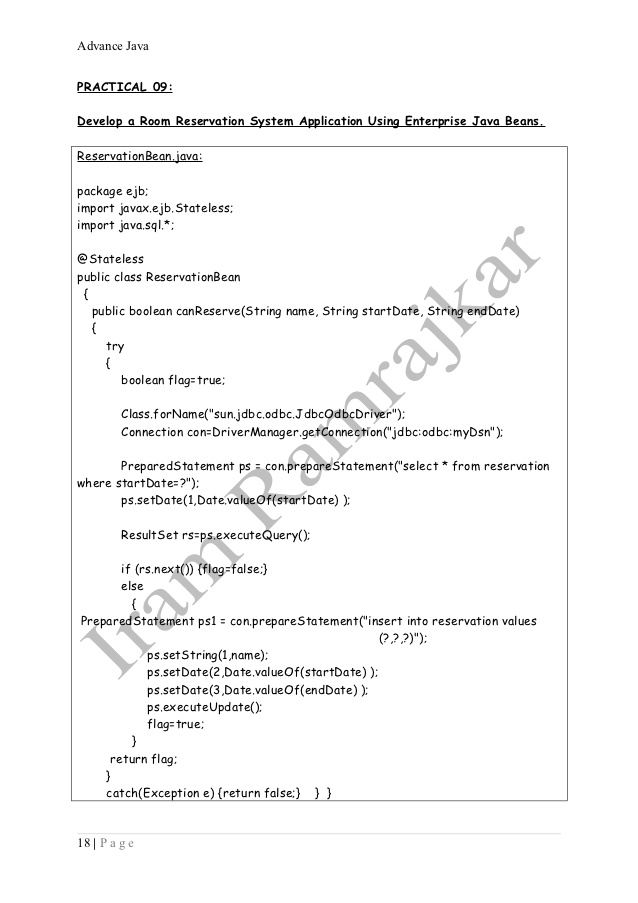 Advance Java
PRACTICAL 09:
Develop a Room Reservation System Application Using Enterprise Java Beans.
ReservationBean.java:
package ejb;
import javax.ejb.Stateless;
import java.sql.*;
@Stateless
public class ReservationBean
{
public boolean canReserve(String name, String startDate, String endDate)
{
try
{
boolean flag=true;
Class.forName("sun.jdbc.odbc.JdbcOdbcDriver");
Connection con=DriverManager.getConnection("jdbc:odbc:myDsn");
PreparedStatement ps = con.prepareStatement("select * from reservation
where startDate=?");
ps.setDate(1,Date.valueOf(startDate) );
ResultSet rs=ps.executeQuery();
if (rs.next()) {flag=false;}
else
{
PreparedStatement ps1 = con.prepareStatement("insert into reservation values
(?,?,?)");
ps.setString(1,name);
ps.setDate(2,Date.valueOf(startDate) );
ps.setDate(3,Date.valueOf(endDate) );
ps.executeUpdate();
flag=true;
}
return flag;
}
catch(Exception e) {return false;} } }
Iram Ramrajkar
18 | P a g e